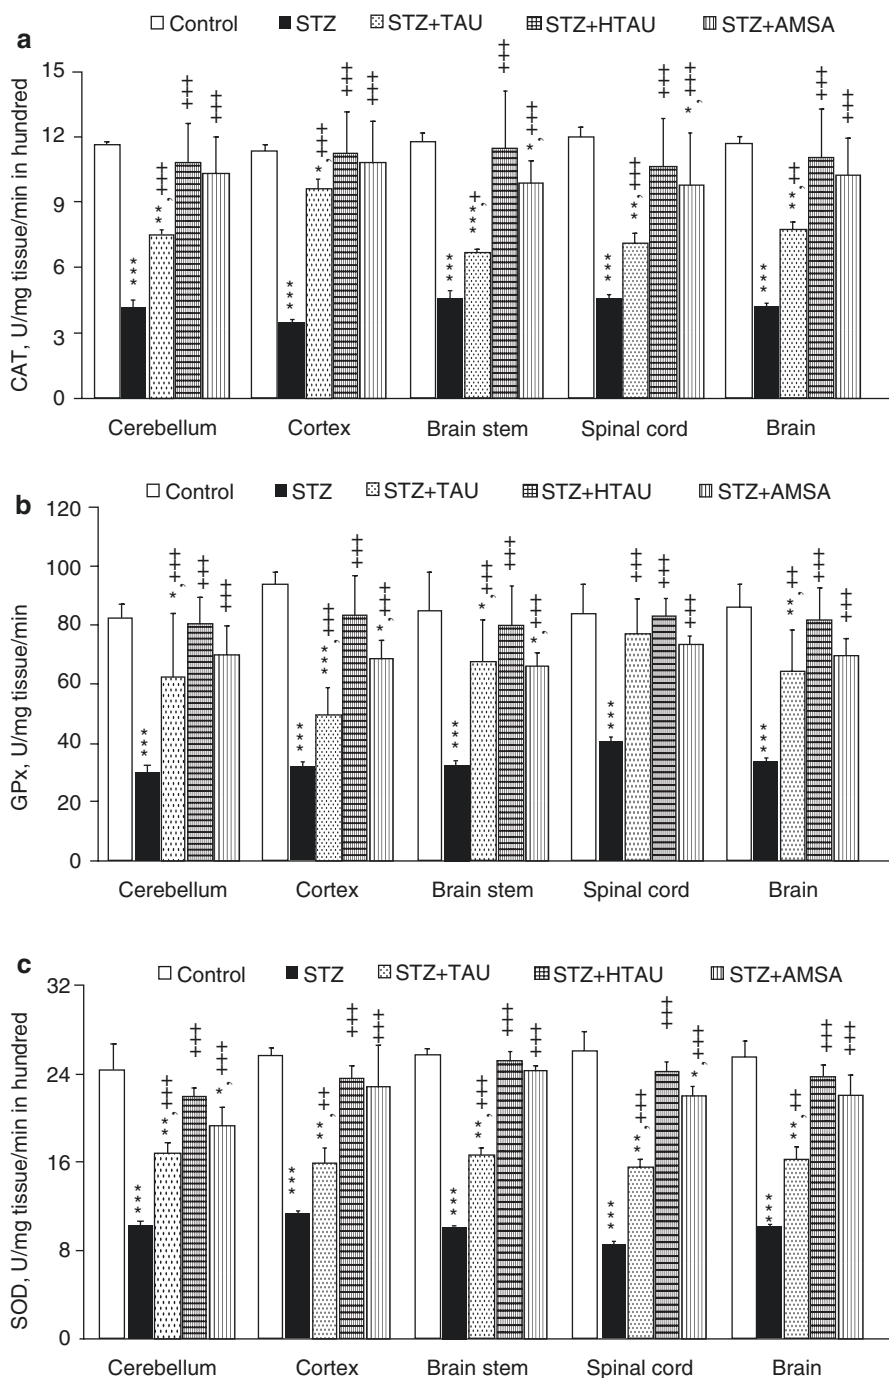 a
Control STZ STZ+TAU STZ+HTAU STZ+AMSA
CAT, U/mg tissue/min in hundred
15
12
9
6
3
0
*** **,‡‡‡ ‡‡‡ ‡‡‡
*** *,‡‡‡ ‡‡‡ ‡‡‡
*** ***,‡ ‡‡‡ *,‡‡‡
*** **,‡‡‡ ‡‡‡ *,‡‡‡
*** **,‡‡ ‡‡‡ ‡‡‡
Cerebellum Cortex Brain stem Spinal cord Brain
b
Control STZ STZ+TAU STZ+HTAU STZ+AMSA
GPx, U/mg tissue/min
120
100
80
60
40
20
0
*** *,‡‡‡ ‡‡‡ ‡‡‡
*** ***,‡‡‡ ‡‡‡ *,‡‡‡
*** *,‡‡‡ ‡‡‡ *,‡‡‡
*** ‡‡‡ ‡‡‡ ‡‡‡
*** **,‡‡ ‡‡‡ ‡‡‡
Cerebellum Cortex Brain stem Spinal cord Brain
c
Control STZ STZ+TAU STZ+HTAU STZ+AMSA
SOD, U/mg tissue/min in hundred
32
24
16
8
0
*** **,‡‡‡ ‡‡‡ *,‡‡‡
*** **,‡‡ ‡‡‡ ‡‡‡
*** **,‡‡‡ ‡‡‡ ‡‡‡
*** **,‡‡‡ ‡‡‡ *,‡‡‡
*** **,‡‡ ‡‡‡ ‡‡‡
Cerebellum Cortex Brain stem Spinal cord Brain